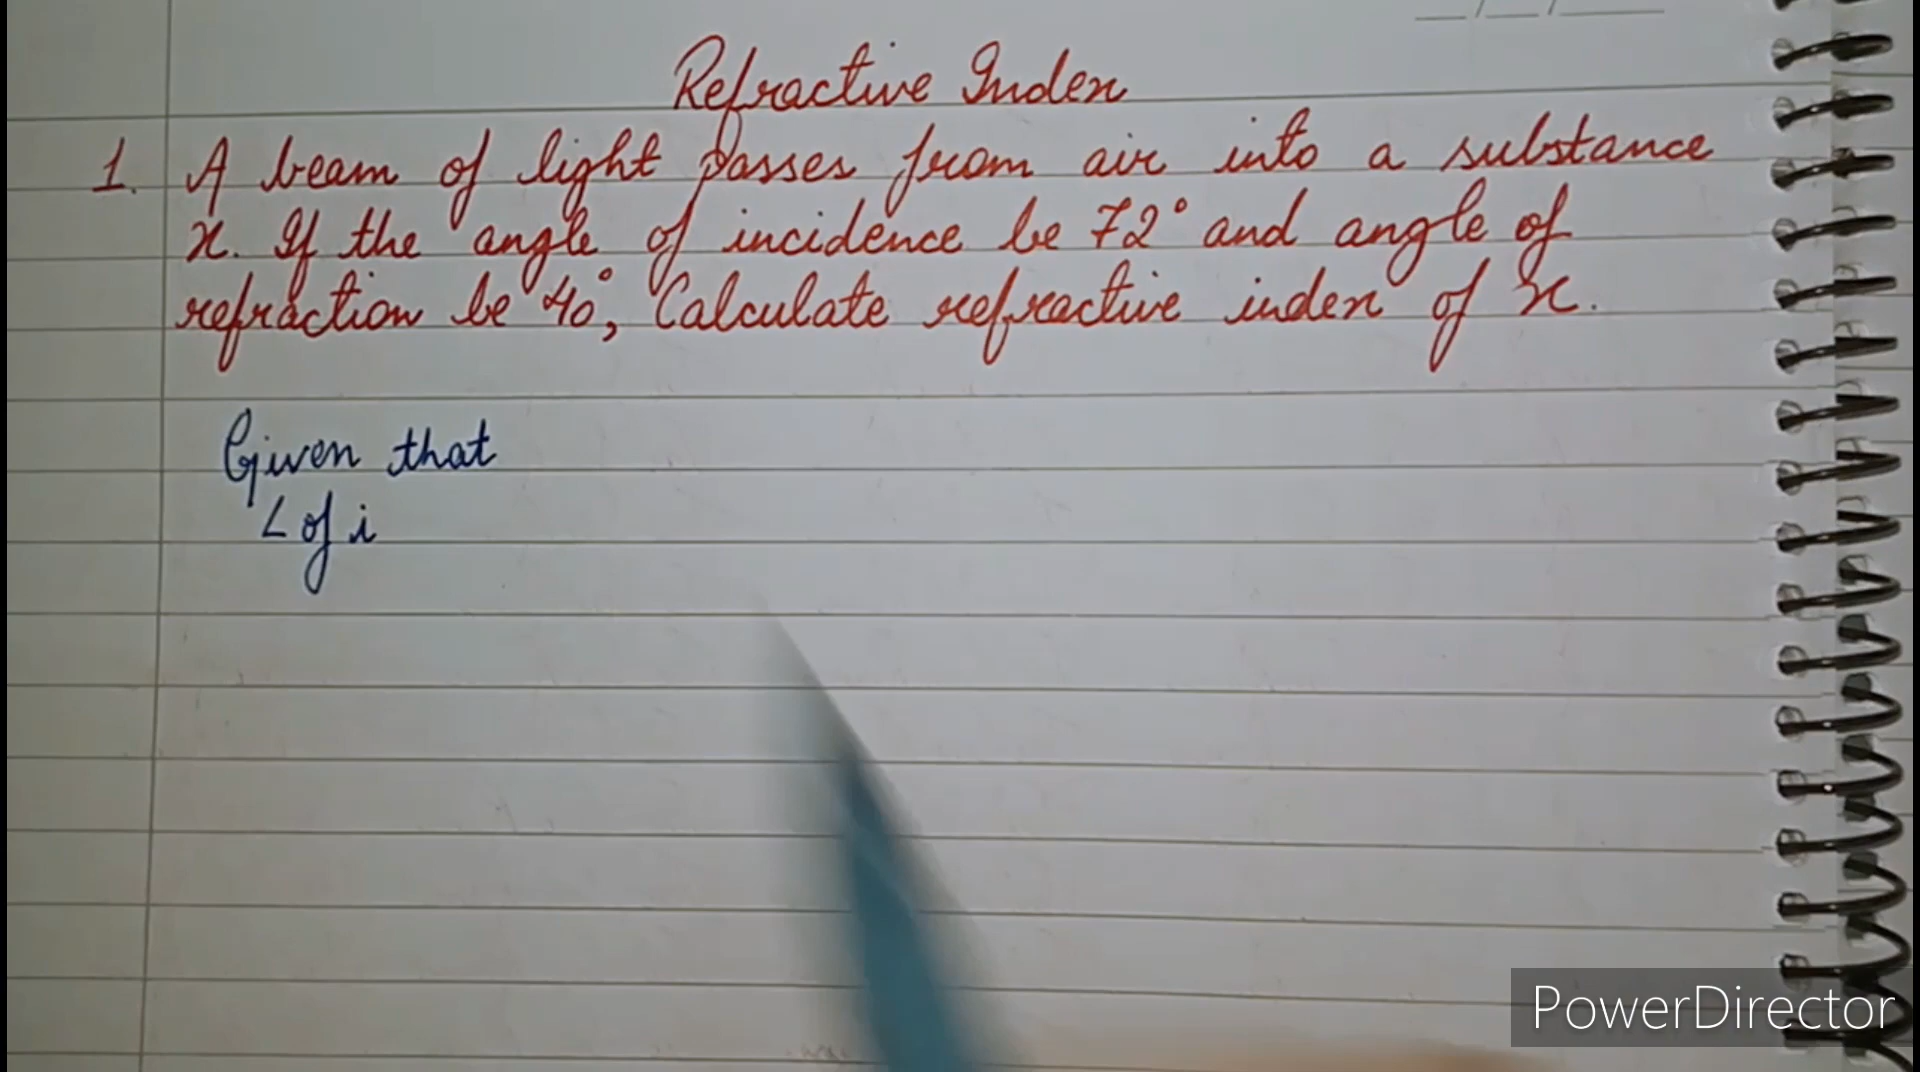 Refractive Index
1. A beam of light passes from air into a substance
x. If the angle of incidence be 72° and angle of
refraction be 40°, Calculate refractive index of x.
Given that
∠ of i
PowerDirector